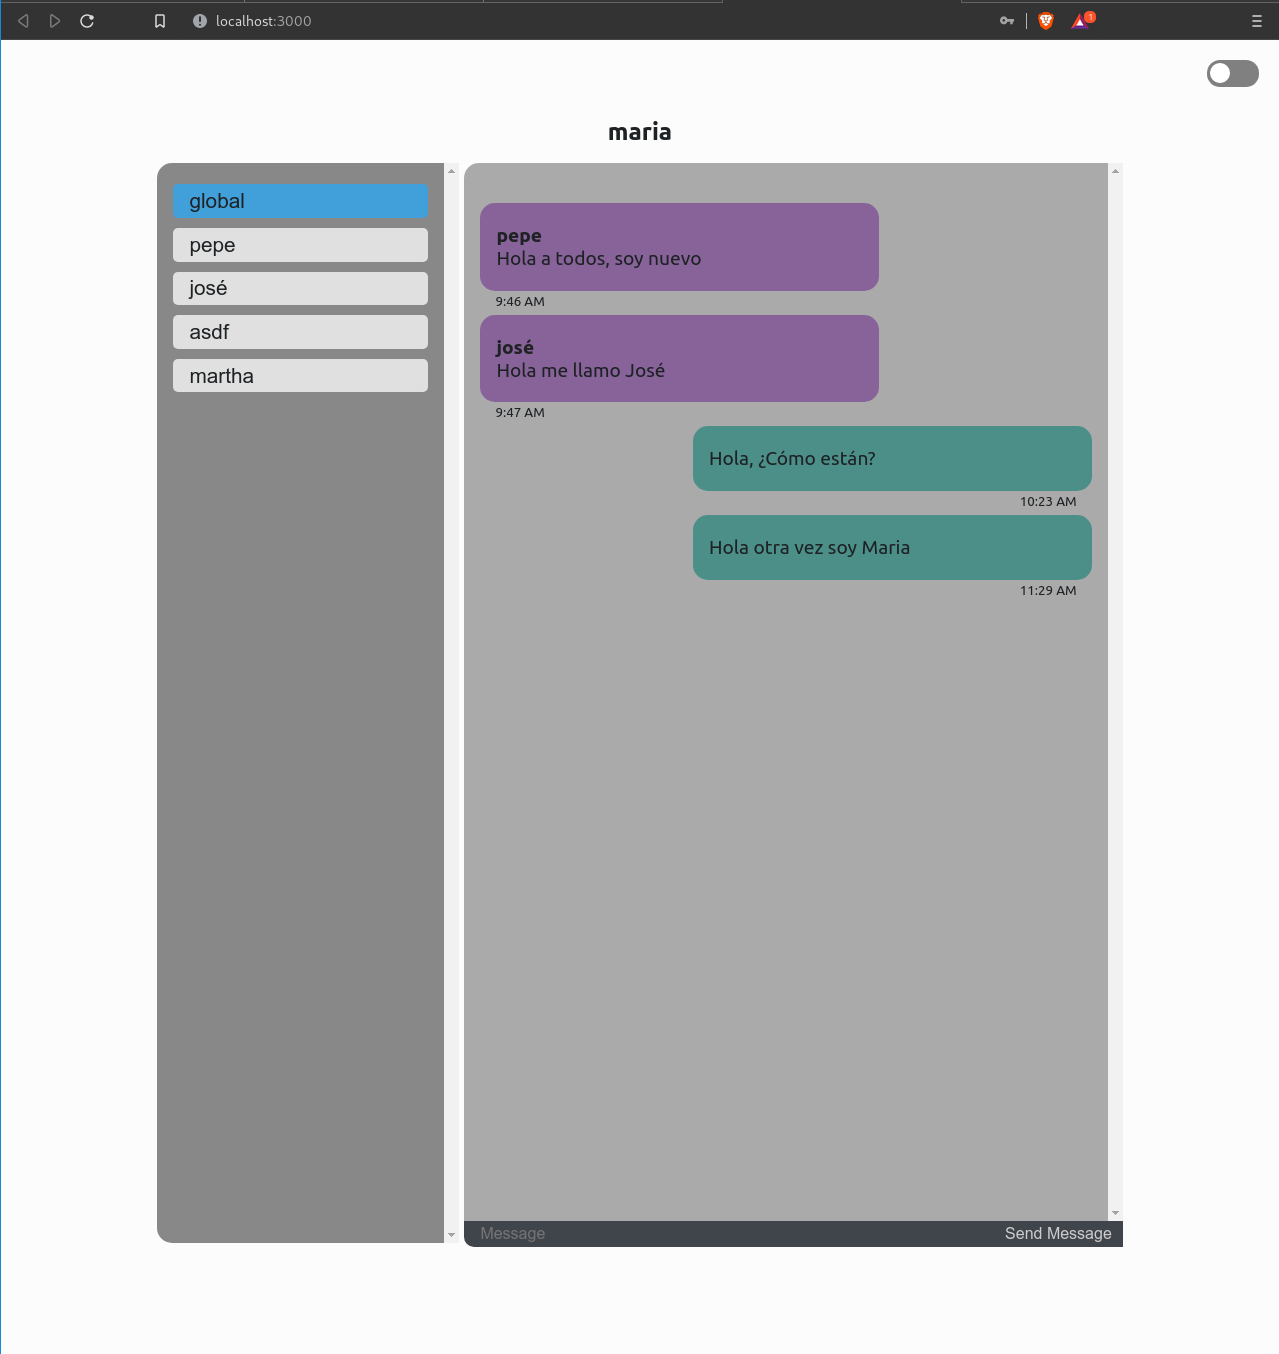 localhost:3000
1
maria
global
pepe
josé
asdf
martha
pepe
Hola a todos, soy nuevo
9:46 AM
josé
Hola me llamo José
9:47 AM
Hola, ¿Cómo están?
10:23 AM
Hola otra vez soy Maria
11:29 AM
Message
Send Message